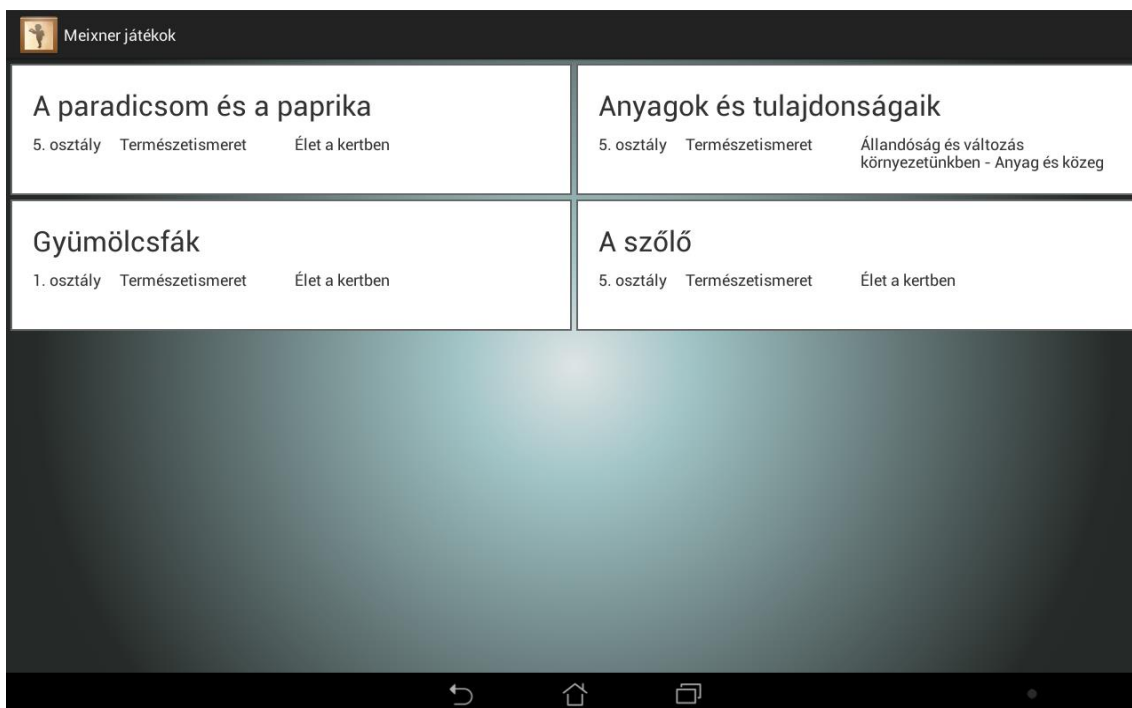 Meixner játékok
A paradicsom és a paprika
5. osztály Természetismeret Élet a kertben
Anyagok és tulajdonságaik
5. osztály Természetismeret Állandóság és változás
környezetünkben - Anyag és közeg
Gyümölcsfák
1. osztály Természetismeret Élet a kertben
A szőlő
5. osztály Természetismeret Élet a kertben